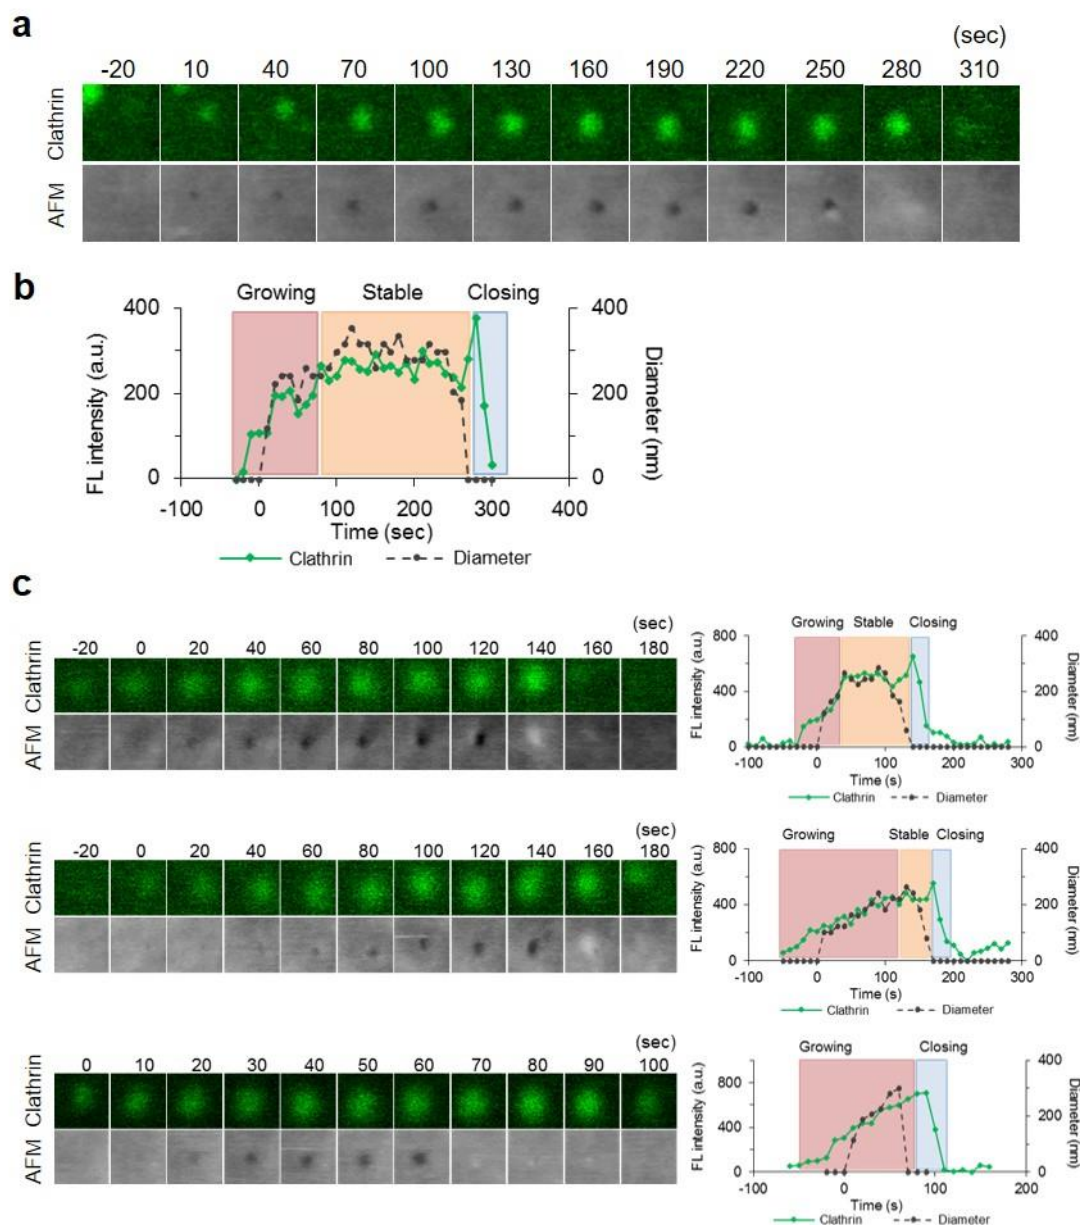 a
(sec)
-20 10 40 70 100 130 160 190 220 250 280 310
Clathrin
AFM
b
Growing Stable Closing
400 400
200 200
0 0
FL intensity (a.u.)
Diameter (nm)
-100 0 100 200 300 400
Time (sec)
Clathrin Diameter
c
(sec)
-20 0 20 40 60 80 100 120 140 160 180
Clathrin
AFM
Growing Stable Closing
800 400
400 200
0 0
FL intensity (a.u.)
Diameter (nm)
-100 0 100 200 300
Time (s)
Clathrin Diameter
(sec)
-20 0 20 40 60 80 100 120 140 160 180
Clathrin
AFM
Growing Stable Closing
800 400
400 200
0 0
FL intensity (a.u.)
Diameter (nm)
-100 0 100 200 300
Time (s)
Clathrin Diameter
(sec)
0 10 20 30 40 50 60 70 80 90 100
Clathrin
AFM
Growing Closing
800 400
400 200
0 0
FL intensity (a.u.)
Diameter (nm)
-100 0 100 200
Time (s)
Clathrin Diameter